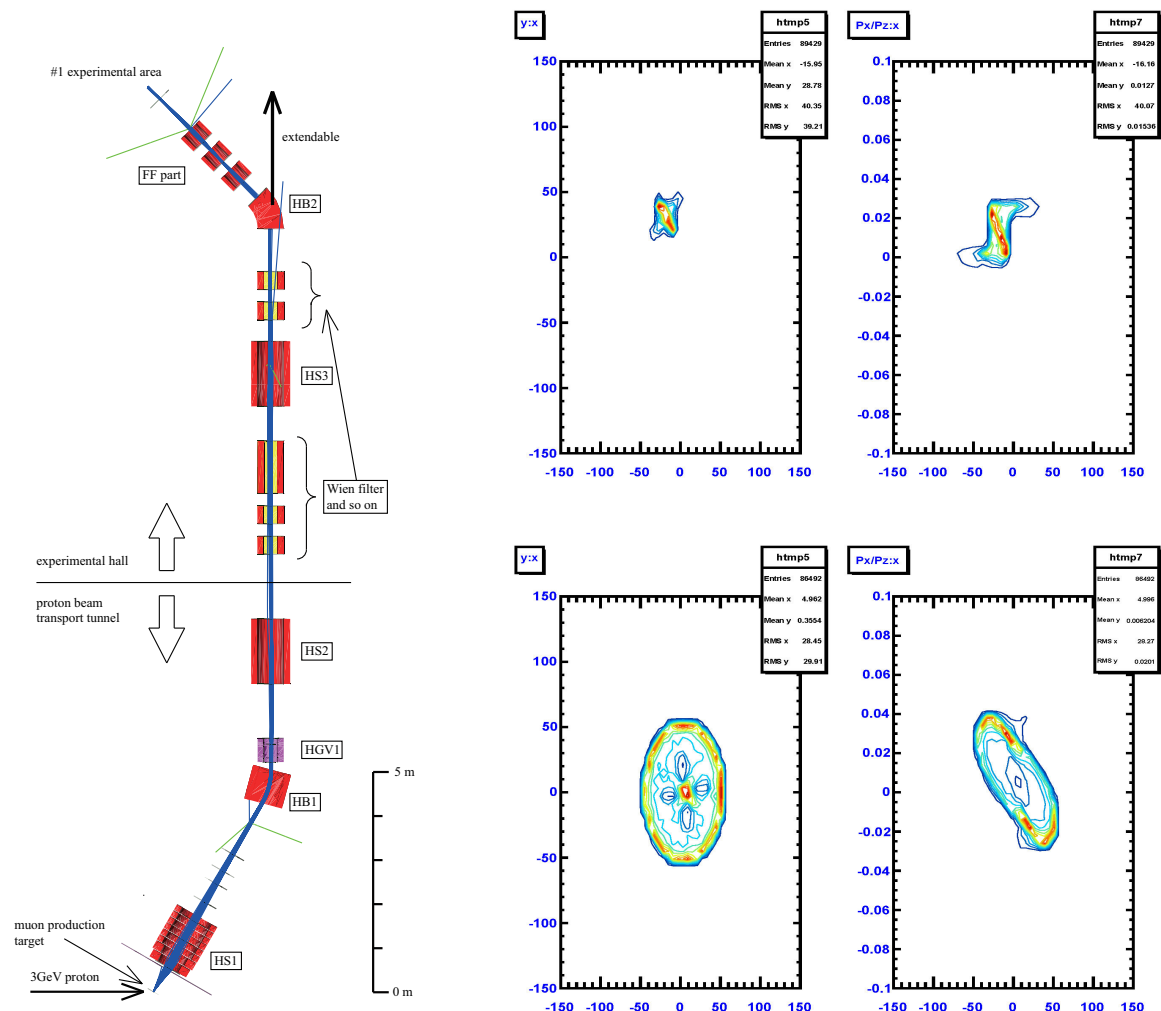 #1 experimental area
extendable
FF part
HB2
HS3
Wien filter
and so on
experimental hall
proton beam
transport tunnel
HS2
HGV1
HB1
5 m
muon production
target
HS1
3GeV proton
0 m
y:x
htmp5
Entries 89429
Mean x -15.95
Mean y 28.78
RMS x 40.35
RMS y 39.21
150
100
50
0
-50
-100
-150
-150 -100 -50 0 50 100 150
Px/Pz:x
htmp7
Entries 89429
Mean x -16.16
Mean y 0.0127
RMS x 40.07
RMS y 0.01536
0.1
0.08
0.06
0.04
0.02
0
-0.02
-0.04
-0.06
-0.08
-0.1
-150 -100 -50 0 50 100 150
y:x
htmp5
Entries 86492
Mean x 4.962
Mean y 0.3554
RMS x 28.45
RMS y 29.91
150
100
50
0
-50
-100
-150
-150 -100 -50 0 50 100 150
Px/Pz:x
htmp7
Entries 86492
Mean x 4.996
Mean y 0.006204
RMS x 28.27
RMS y 0.0201
0.1
0.08
0.06
0.04
0.02
0
-0.02
-0.04
-0.06
-0.08
-0.1
-150 -100 -50 0 50 100 150